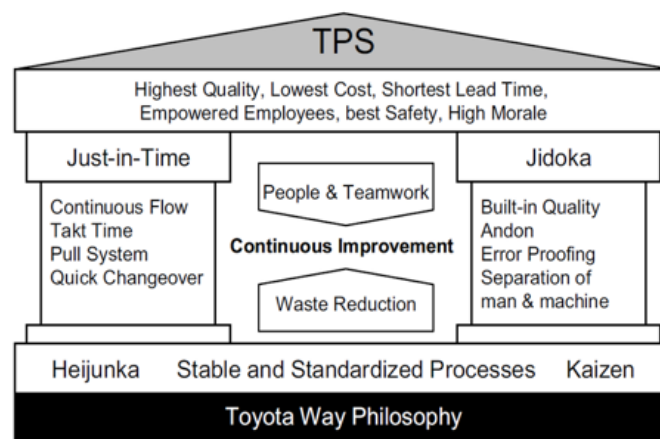 TPS
Highest Quality, Lowest Cost, Shortest Lead Time,
Empowered Employees, best Safety, High Morale
Just-in-Time
Continuous Flow
Takt Time
Pull System
Quick Changeover
People & Teamwork
Continuous Improvement
Waste Reduction
Jidoka
Built-in Quality
Andon
Error Proofing
Separation of
man & machine
Heijunka Stable and Standardized Processes Kaizen
Toyota Way Philosophy